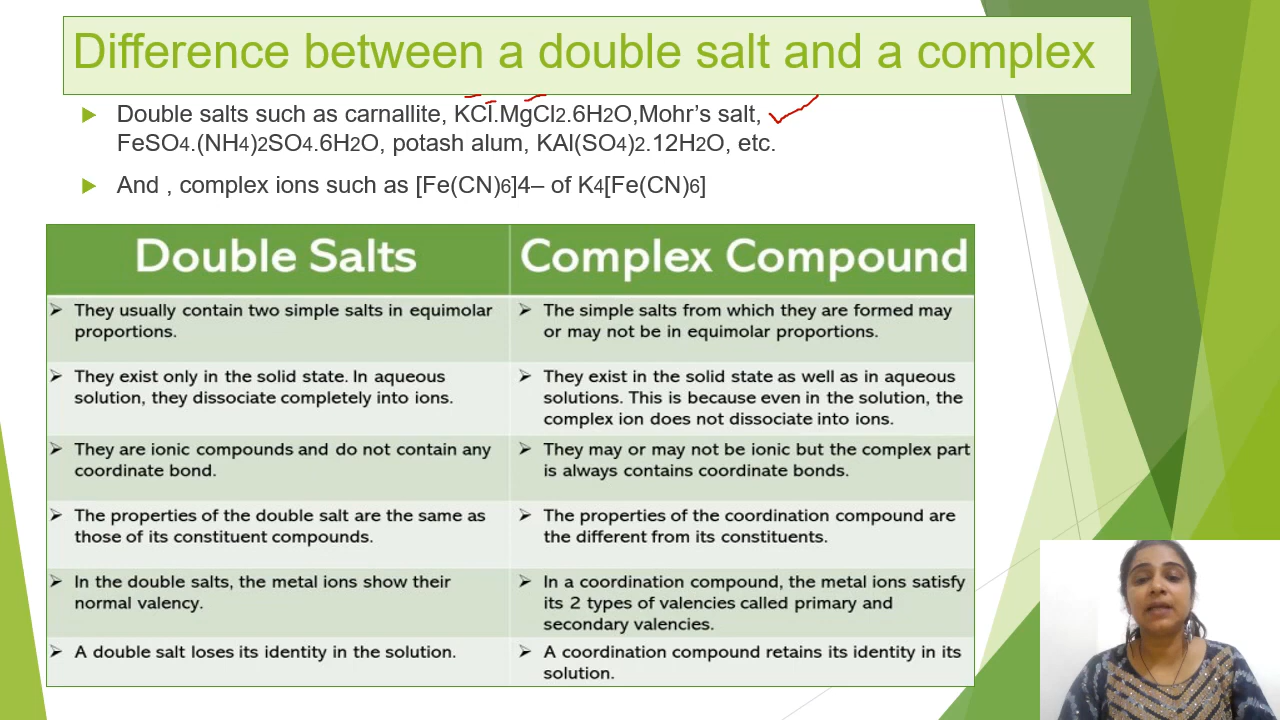 Difference between a double salt and a complex
Double salts such as carnallite, KCl.MgCl2.6H2O,Mohr's salt,
FeSO4.(NH4)2SO4.6H2O, potash alum, KAl(SO4)2.12H2O, etc.
And , complex ions such as [Fe(CN)6]4– of K4[Fe(CN)6]
Double Salts
They usually contain two simple salts in equimolar
proportions.
They exist only in the solid state. In aqueous
solution, they dissociate completely into ions.
They are ionic compounds and do not contain any
coordinate bond.
The properties of the double salt are the same as
those of its constituent compounds.
In the double salts, the metal ions show their
normal valency.
A double salt loses its identity in the solution.
Complex Compound
The simple salts from which they are formed may
or may not be in equimolar proportions.
They exist in the solid state as well as in aqueous
solutions. This is because even in the solution, the
complex ion does not dissociate into ions.
They may or may not be ionic but the complex part
is always contains coordinate bonds.
The properties of the coordination compound are
the different from its constituents.
In a coordination compound, the metal ions satisfy
its 2 types of valencies called primary and
secondary valencies.
A coordination compound retains its identity in its
solution.